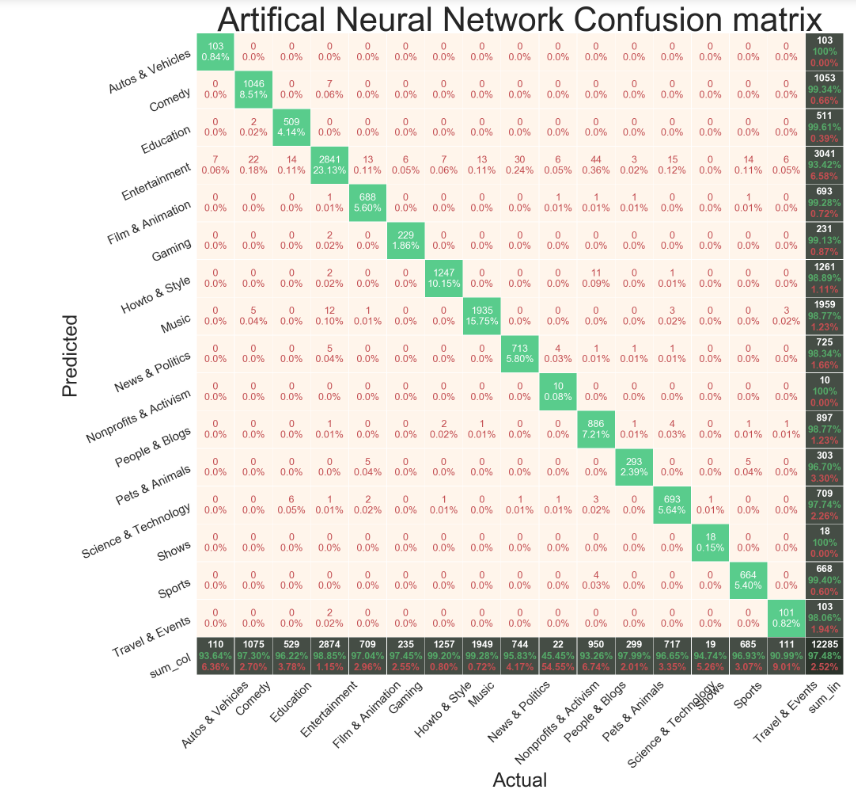 Artifical Neural Network Confusion matrix
Autos & Vehicles
103 0 0 0 0 0 0 0 0 0 0 0 0 0 0 0 103
0.84% 0.0% 0.0% 0.0% 0.0% 0.0% 0.0% 0.0% 0.0% 0.0% 0.0% 0.0% 0.0% 0.0% 0.0% 0.0% 100%
0.00%
Comedy
0 1046 0 7 0 0 0 0 0 0 0 0 0 0 0 0 1053
0.0% 8.51% 0.0% 0.06% 0.0% 0.0% 0.0% 0.0% 0.0% 0.0% 0.0% 0.0% 0.0% 0.0% 0.0% 0.0% 99.34%
0.66%
Education
0 2 509 0 0 0 0 0 0 0 0 0 0 0 0 0 511
0.0% 0.02% 4.14% 0.0% 0.0% 0.0% 0.0% 0.0% 0.0% 0.0% 0.0% 0.0% 0.0% 0.0% 0.0% 0.0% 99.61%
0.39%
Entertainment
7 22 14 2841 13 6 7 13 30 6 44 3 15 0 14 6 3041
0.06% 0.18% 0.11% 23.13% 0.11% 0.05% 0.06% 0.11% 0.24% 0.05% 0.36% 0.02% 0.12% 0.0% 0.11% 0.05% 93.42%
6.58%
Film & Animation
0 0 0 1 688 0 0 0 0 1 1 1 0 0 1 0 693
0.0% 0.0% 0.0% 0.01% 5.60% 0.0% 0.0% 0.0% 0.0% 0.01% 0.01% 0.01% 0.0% 0.0% 0.01% 0.0% 99.28%
0.72%
Gaming
0 0 0 2 0 229 0 0 0 0 0 0 0 0 0 0 231
0.0% 0.0% 0.0% 0.02% 0.0% 1.86% 0.0% 0.0% 0.0% 0.0% 0.0% 0.0% 0.0% 0.0% 0.0% 0.0% 99.13%
0.87%
Howto & Style
0 0 0 2 0 0 1247 0 0 0 11 0 1 0 0 0 1261
0.0% 0.0% 0.0% 0.02% 0.0% 0.0% 10.15% 0.0% 0.0% 0.0% 0.09% 0.0% 0.01% 0.0% 0.0% 0.0% 98.89%
1.11%
Music
0 5 0 12 1 0 0 1935 0 0 0 0 3 0 0 3 1959
0.0% 0.04% 0.0% 0.10% 0.01% 0.0% 0.0% 15.75% 0.0% 0.0% 0.0% 0.0% 0.02% 0.0% 0.0% 0.02% 98.77%
1.23%
Predicted
News & Politics
0 0 0 5 0 0 0 0 713 4 1 1 1 0 0 0 725
0.0% 0.0% 0.0% 0.04% 0.0% 0.0% 0.0% 0.0% 5.80% 0.03% 0.01% 0.01% 0.01% 0.0% 0.0% 0.0% 98.34%
1.66%
Nonprofits & Activism
0 0 0 0 0 0 0 0 0 10 0 0 0 0 0 0 10
0.0% 0.0% 0.0% 0.0% 0.0% 0.0% 0.0% 0.0% 0.0% 0.08% 0.0% 0.0% 0.0% 0.0% 0.0% 0.0% 100%
0.00%
People & Blogs
0 0 0 1 0 0 2 1 0 0 886 1 4 0 1 1 897
0.0% 0.0% 0.0% 0.01% 0.0% 0.0% 0.02% 0.01% 0.0% 0.0% 7.21% 0.01% 0.03% 0.0% 0.01% 0.01% 98.77%
1.23%
Pets & Animals
0 0 0 0 5 0 0 0 0 0 0 293 0 0 5 0 303
0.0% 0.0% 0.0% 0.0% 0.04% 0.0% 0.0% 0.0% 0.0% 0.0% 0.0% 2.39% 0.0% 0.0% 0.04% 0.0% 96.70%
3.30%
Science & Technology
0 0 6 1 2 0 1 0 1 1 3 0 693 1 0 0 709
0.0% 0.0% 0.05% 0.01% 0.02% 0.0% 0.01% 0.0% 0.01% 0.01% 0.02% 0.0% 5.64% 0.01% 0.0% 0.0% 97.74%
2.26%
Shows
0 0 0 0 0 0 0 0 0 0 0 0 0 18 0 0 18
0.0% 0.0% 0.0% 0.0% 0.0% 0.0% 0.0% 0.0% 0.0% 0.0% 0.0% 0.0% 0.0% 0.15% 0.0% 0.0% 100%
0.00%
Sports
0 0 0 0 0 0 0 0 0 0 4 0 0 0 664 0 668
0.0% 0.0% 0.0% 0.0% 0.0% 0.0% 0.0% 0.0% 0.0% 0.0% 0.03% 0.0% 0.0% 0.0% 5.40% 0.0% 99.40%
0.60%
Travel & Events
0 0 0 2 0 0 0 0 0 0 0 0 0 0 0 101 103
0.0% 0.0% 0.0% 0.02% 0.0% 0.0% 0.0% 0.0% 0.0% 0.0% 0.0% 0.0% 0.0% 0.0% 0.0% 0.82% 98.06%
1.94%
sum_col
110 1075 529 2874 709 235 1257 1949 744 22 950 299 717 19 685 111 12285
93.64% 97.30% 96.22% 98.85% 97.04% 97.45% 99.20% 99.28% 95.83% 45.45% 93.26% 97.99% 96.65% 94.74% 96.93% 90.99% 97.48%
6.36% 2.70% 3.78% 1.15% 2.96% 2.55% 0.80% 0.72% 4.17% 54.55% 6.74% 2.01% 3.35% 5.26% 3.07% 9.01% 2.52%
Autos & Vehicles
Comedy
Education
Entertainment
Film & Animation
Gaming
Howto & Style
Music
News & Politics
Nonprofits & Activism
People & Blogs
Pets & Animals
Science & Technology
Shows
Sports
Travel & Events
sum_lin
Actual